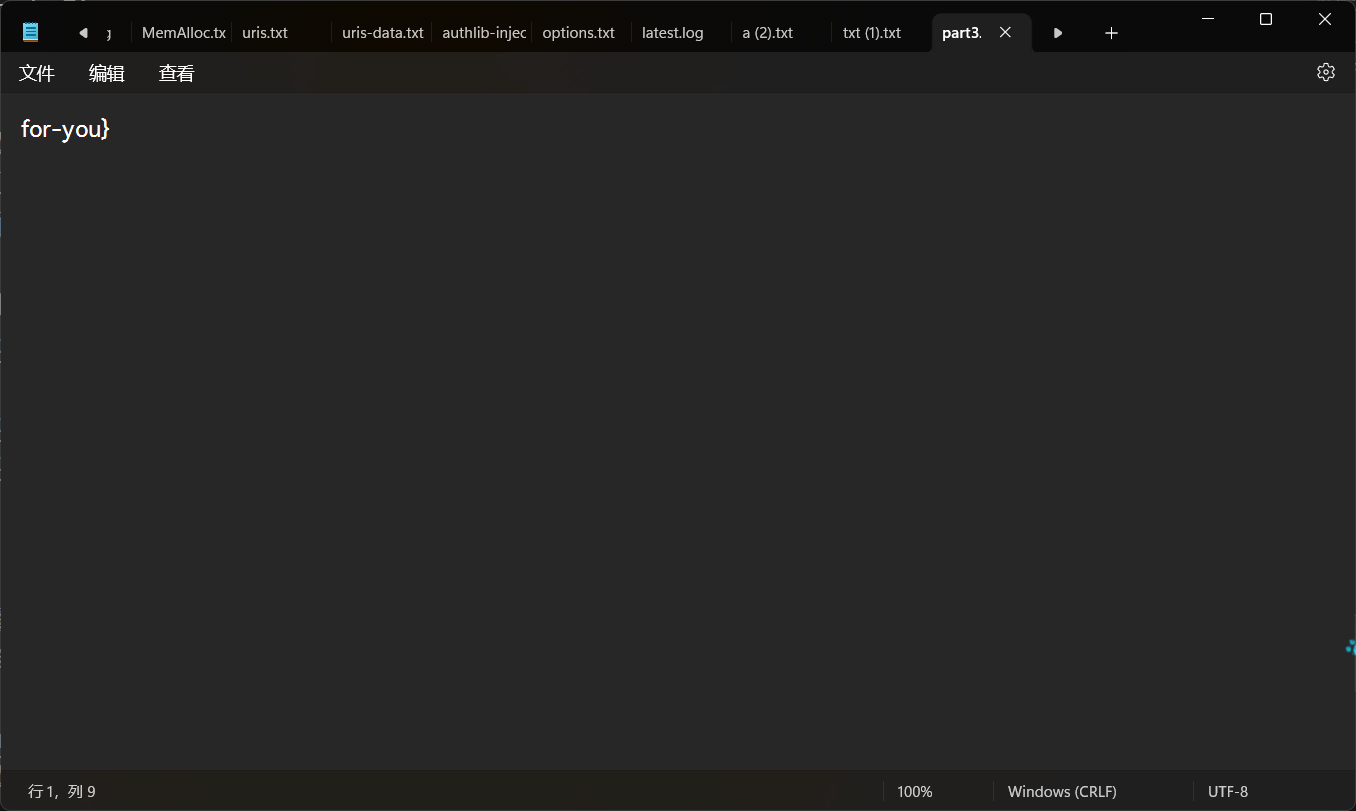 MemAlloc.tx uris.txt uris-data.txt authlib-injec options.txt latest.log a (2).txt txt (1).txt part3.
文件 编辑 查看
for-you}
行 1, 列 9 100% Windows (CRLF) UTF-8